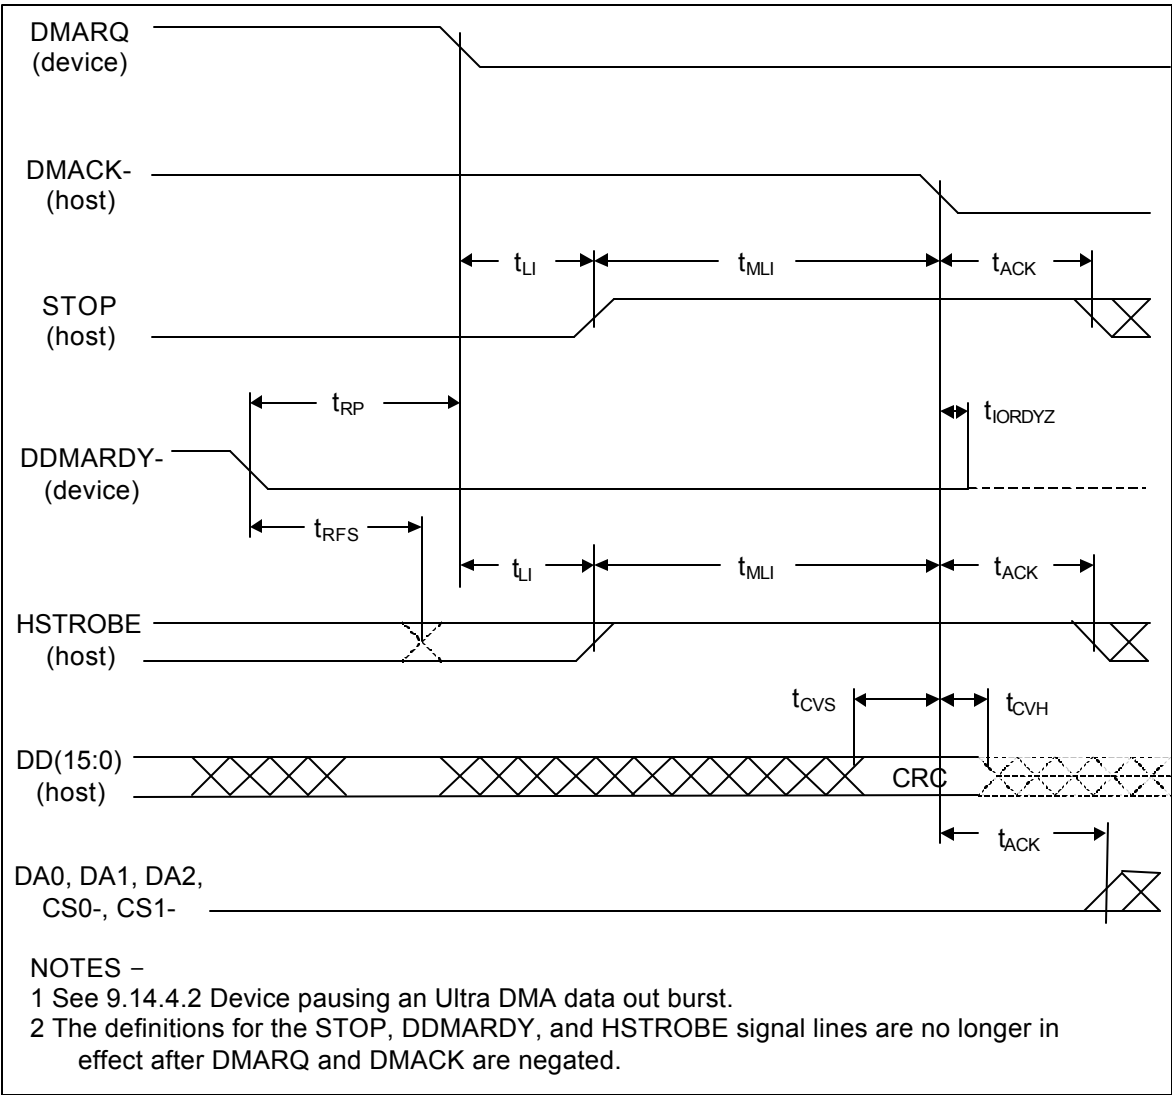 DMARQ
(device)
DMACK-
(host)
tLI
tMLI
tACK
STOP
(host)
tRP
tIORDYZ
DDMARDY-
(device)
tRFS
tLI
tMLI
tACK
HSTROBE
(host)
tCVS
tCVH
DD(15:0)
(host)
CRC
tACK
DA0, DA1, DA2,
CS0-, CS1-
NOTES –
1 See 9.14.4.2 Device pausing an Ultra DMA data out burst.
2 The definitions for the STOP, DDMARDY, and HSTROBE signal lines are no longer in
effect after DMARQ and DMACK are negated.